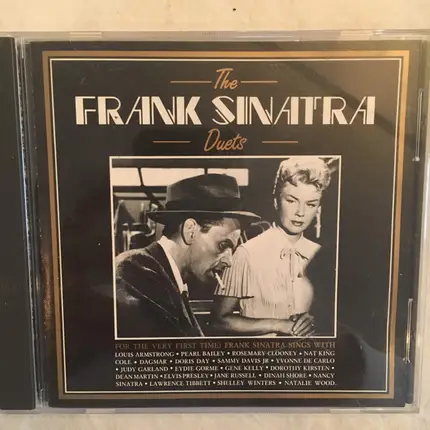 The
FRANK SINATRA
Duets
FOR THE VERY FIRST TIME: FRANK SINATRA SINGS WITH
LOUIS ARMSTRONG • PEARL BAILEY • ROSEMARY CLOONEY • NAT KING
COLE • DAGMAR • DORIS DAY • SAMMY DAVIS JR • YVONNE DE CARLO
• JUDY GARLAND • EYDIE GORME • GENE KELLY • DOROTHY KIRSTEN •
DEAN MARTIN • ELVIS PRESLEY • JANE RUSSELL • DINAH SHORE • NANCY
SINATRA • LAWRENCE TIBBETT • SHELLEY WINTERS • NATALIE WOOD.